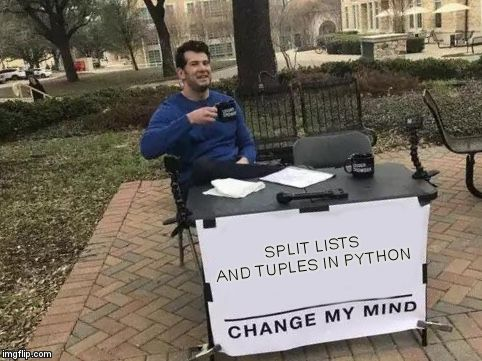 SPLIT LISTS
AND TUPLES IN PYTHON
CHANGE MY MIND
imgflip.com